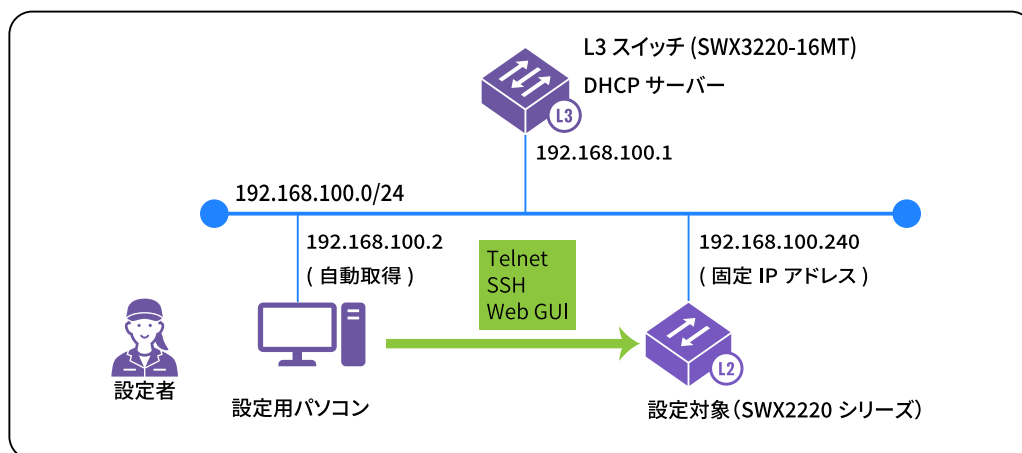 L3 スイッチ (SWX3220-16MT)
DHCP サーバー
L3
192.168.100.1
192.168.100.0/24
192.168.100.2
( 自動取得 )
Telnet
SSH
Web GUI
192.168.100.240
( 固定 IP アドレス )
L2
設定者
設定用パソコン
設定対象（SWX2220 シリーズ）